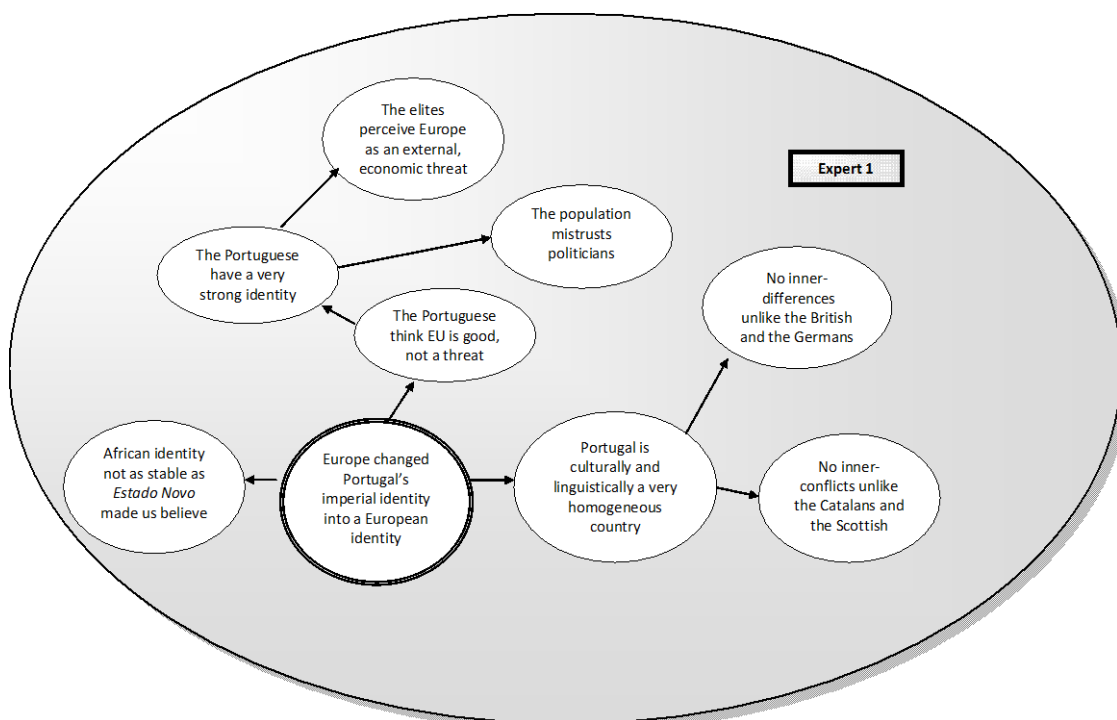 The elites
perceive Europe
as an external,
economic threat
Expert 1
The population
mistrusts
politicians
The Portuguese
have a very
strong identity
No inner-
differences
unlike the British
and the Germans
The Portuguese
think EU is good,
not a threat
African identity
not as stable as
Estado Novo
made us believe
Europe changed
Portugal's
imperial identity
into a European
identity
Portugal is
culturally and
linguistically a very
homogeneous
country
No inner-
conflicts unlike
the Catalans and
the Scottish